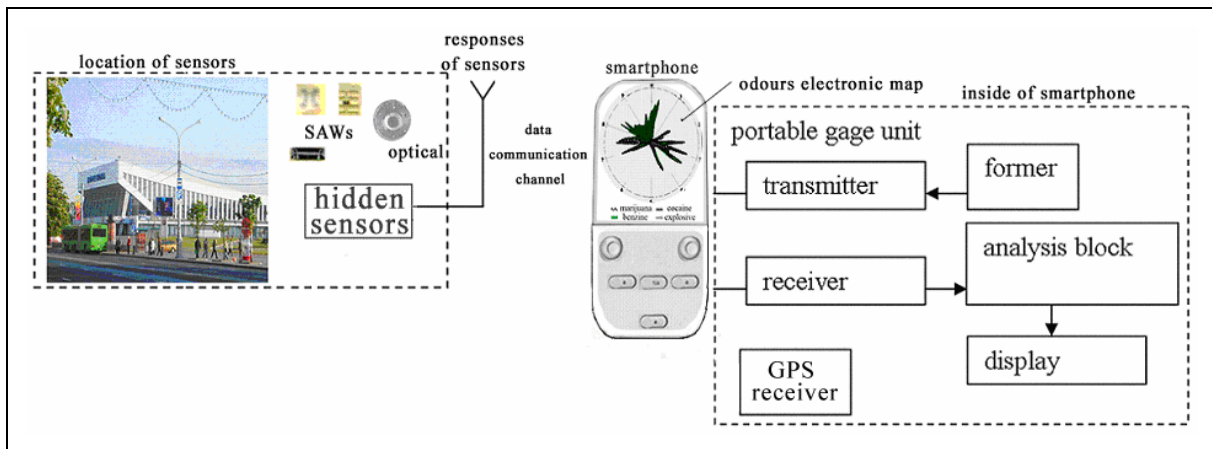 location of sensors
SAWs
optical
hidden
sensors
responses
of sensors
data
communication
channel
smartphone
marijuana cocaine
benzine explosive
odours electronic map
inside of smartphone
portable gage unit
transmitter
former
receiver
analysis block
display
GPS
receiver